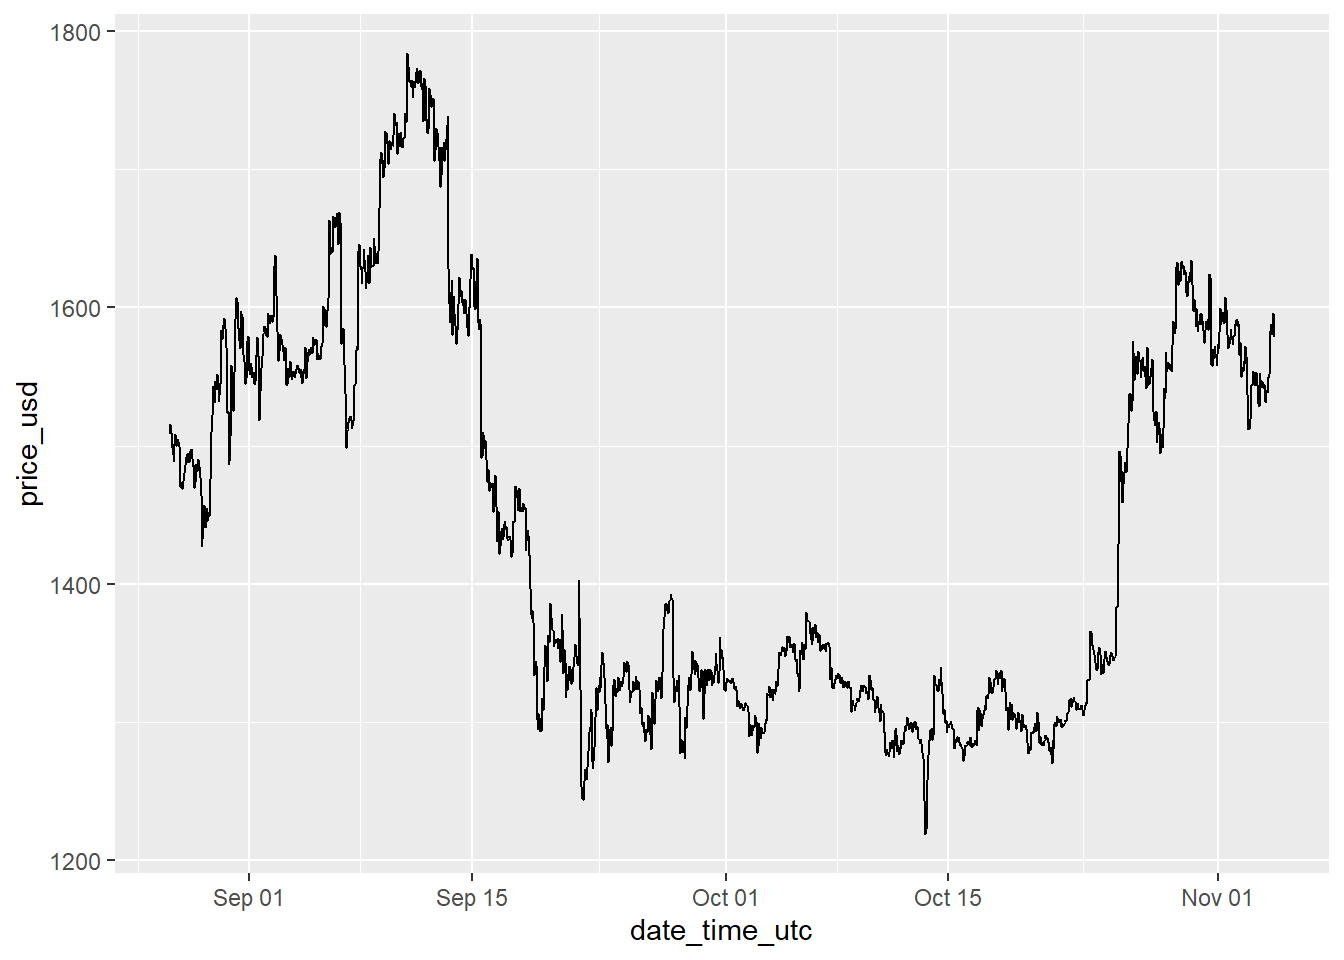 1800
1600
1400
1200
price_usd
Sep 01
Sep 15
Oct 01
Oct 15
Nov 01
date_time_utc